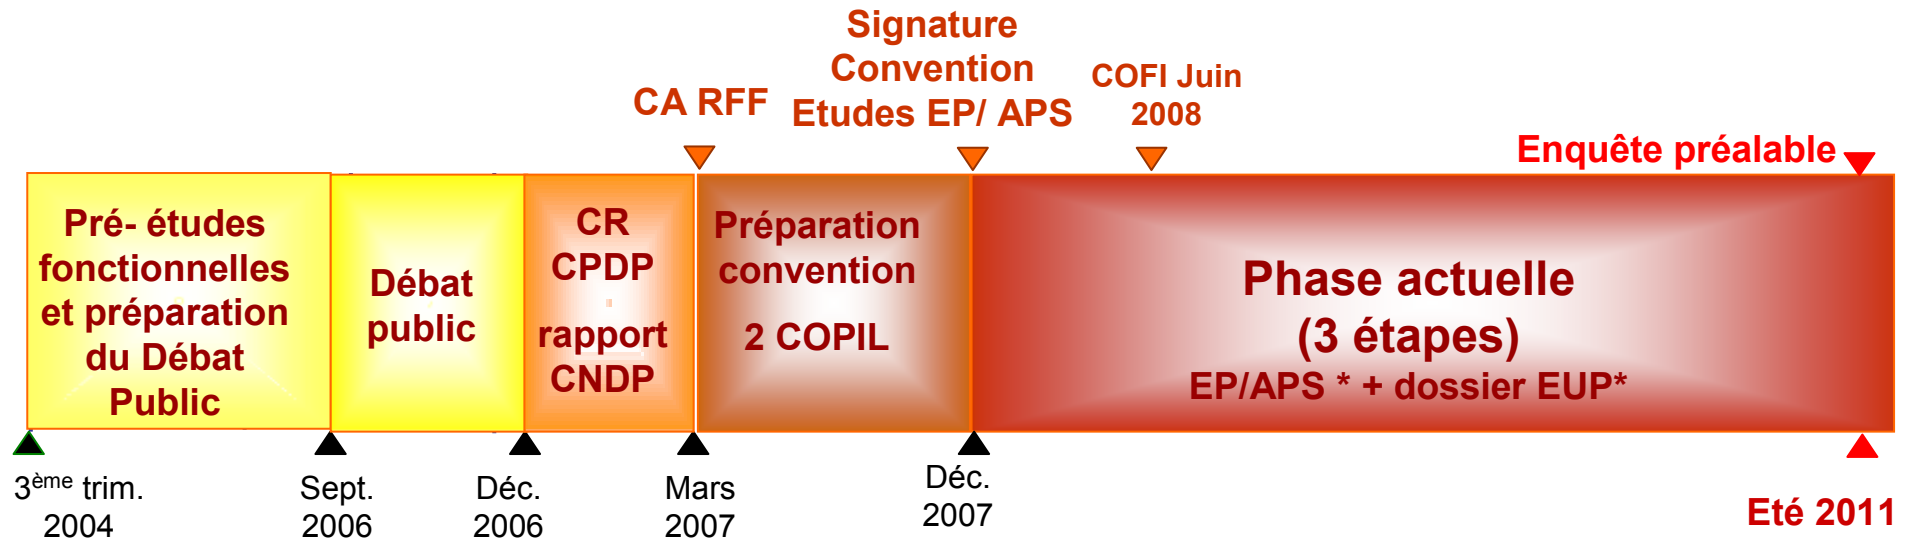 Signature
Convention
Etudes EP/ APS
COFI Juin
2008
CA RFF
Enquête préalable
Pré- études
fonctionnelles
et préparation
du Débat
Public
Débat
public
CR
CPDP
-
rapport
CNDP
Préparation
convention
2 COPIL
Phase actuelle
(3 étapes)
EP/APS * + dossier EUP*
3ème trim.
2004
Sept.
2006
Déc.
2006
Mars
2007
Déc.
2007
Eté 2011